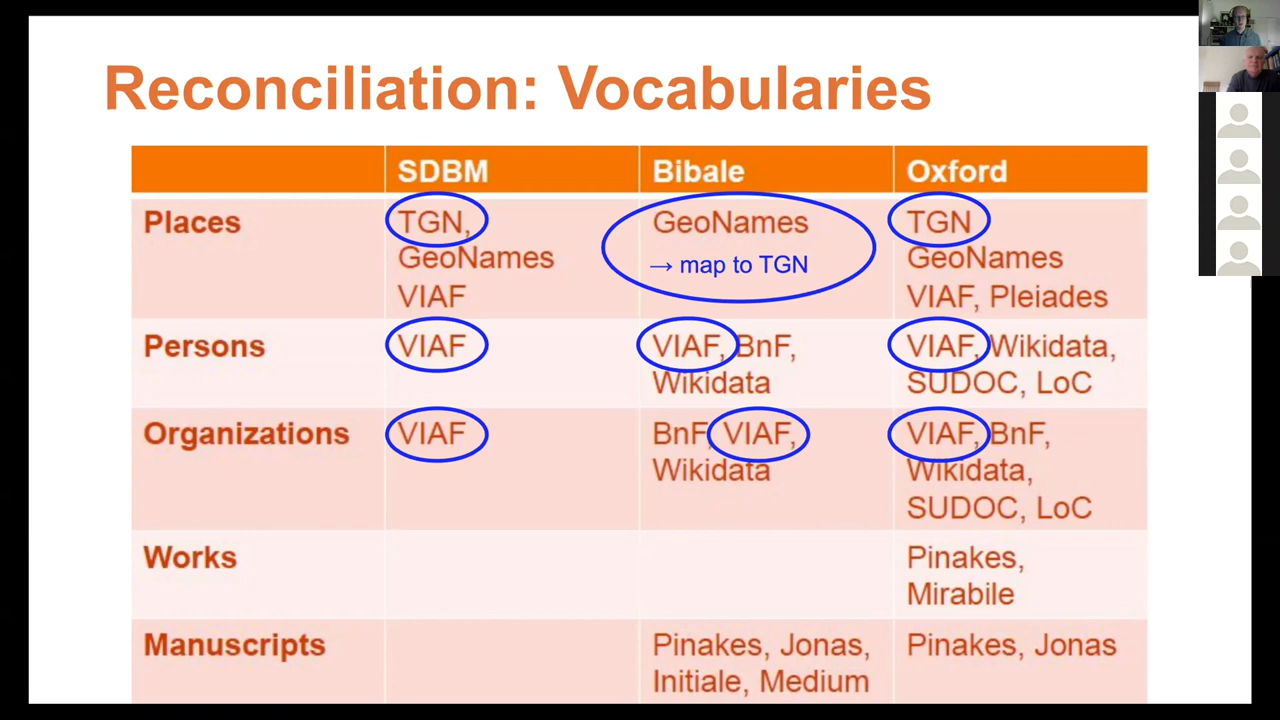 Reconciliation: Vocabularies
SDBM Bibale Oxford
Places
TGN,
GeoNames
VIAF
GeoNames
→ map to TGN
TGN
GeoNames
VIAF, Pleiades
Persons
VIAF
VIAF, BnF,
Wikidata
VIAF, Wikidata,
SUDOC, LoC
Organizations
VIAF
BnF, VIAF,
Wikidata
VIAF, BnF,
Wikidata,
SUDOC, LoC
Works
Pinakes,
Mirabile
Manuscripts
Pinakes, Jonas,
Initiale, Medium
Pinakes, Jonas